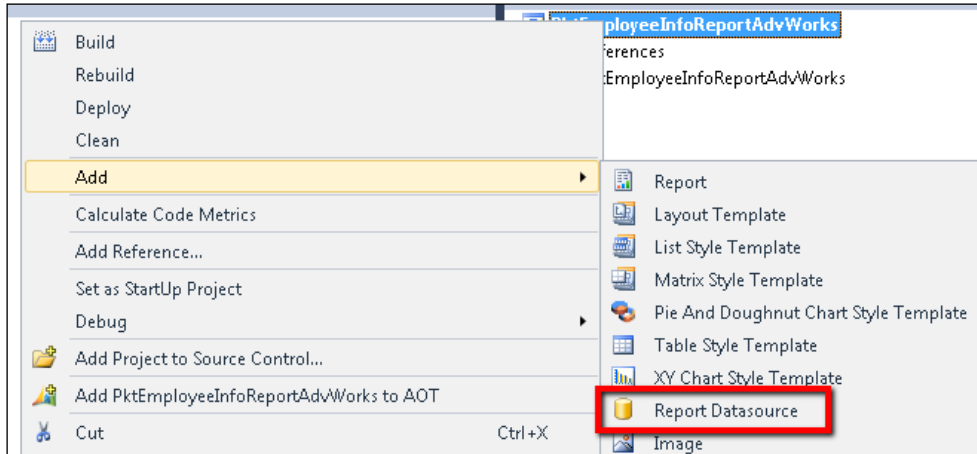 PktEmployeeInfoReportAdvWorks
ferences
tEmployeeInfoReportAdvWorks
Build
Rebuild
Deploy
Clean
Add
Calculate Code Metrics
Add Reference...
Set as StartUp Project
Debug
Add Project to Source Control...
Add PktEmployeeInfoReportAdvWorks to AOT
Cut Ctrl+X
Report
Layout Template
List Style Template
Matrix Style Template
Pie And Doughnut Chart Style Template
Table Style Template
XY Chart Style Template
Report Datasource
Image